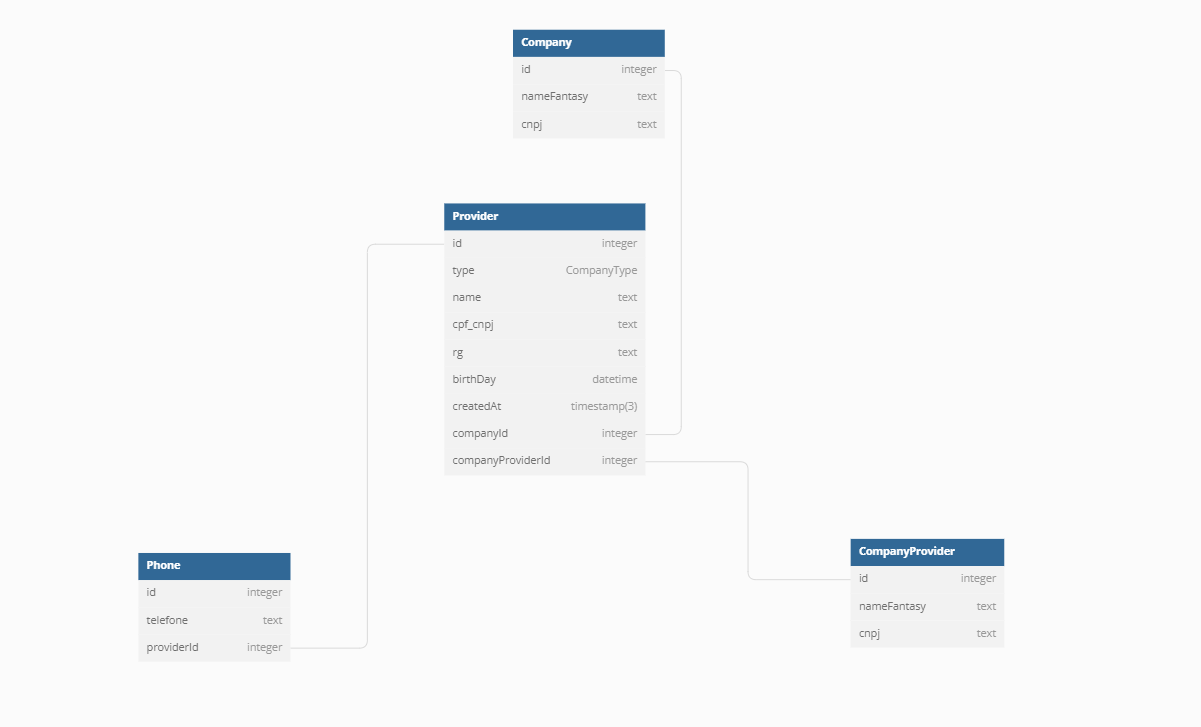 Company
id integer
nameFantasy text
cnpj text
Provider
id integer
type CompanyType
name text
cpf_cnpj text
rg text
birthDay datetime
createdAt timestamp(3)
companyId integer
companyProviderId integer
Phone
id integer
telefone text
providerId integer
CompanyProvider
id integer
nameFantasy text
cnpj text